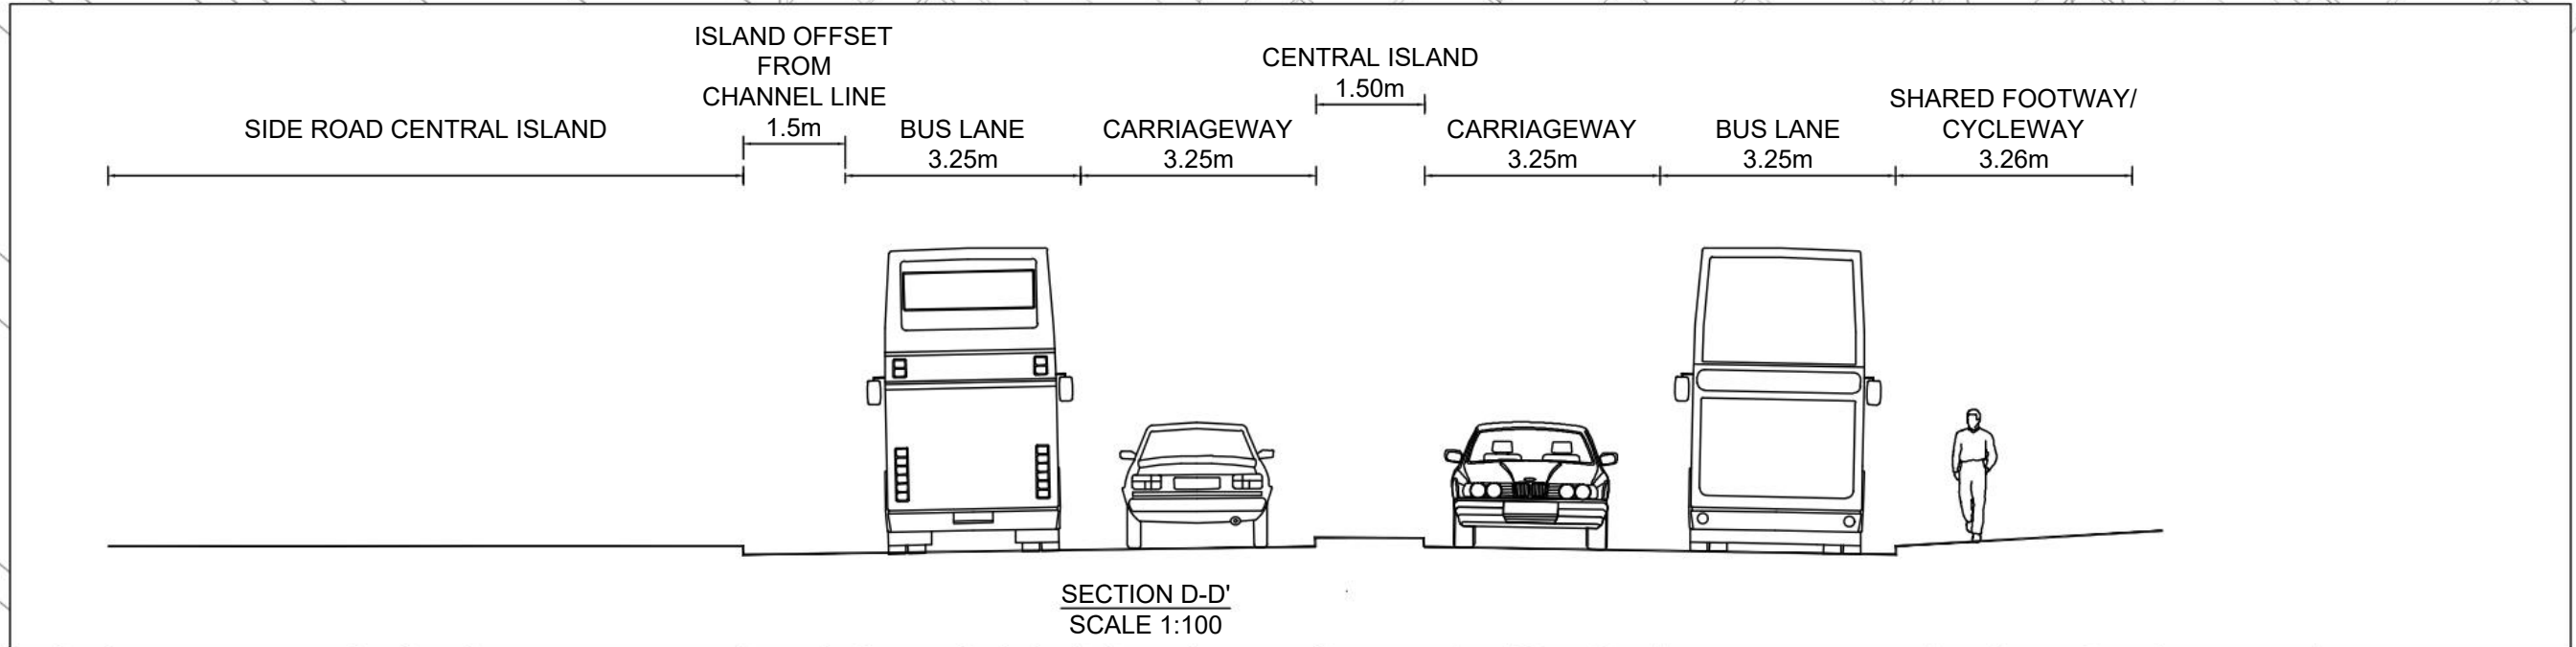 ISLAND OFFSET
FROM
CHANNEL LINE
1.5m
CENTRAL ISLAND
1.50m
SIDE ROAD CENTRAL ISLAND
BUS LANE
3.25m
CARRIAGEWAY
3.25m
CARRIAGEWAY
3.25m
BUS LANE
3.25m
SHARED FOOTWAY/
CYCLEWAY
3.26m
SECTION D-D'
SCALE 1:100